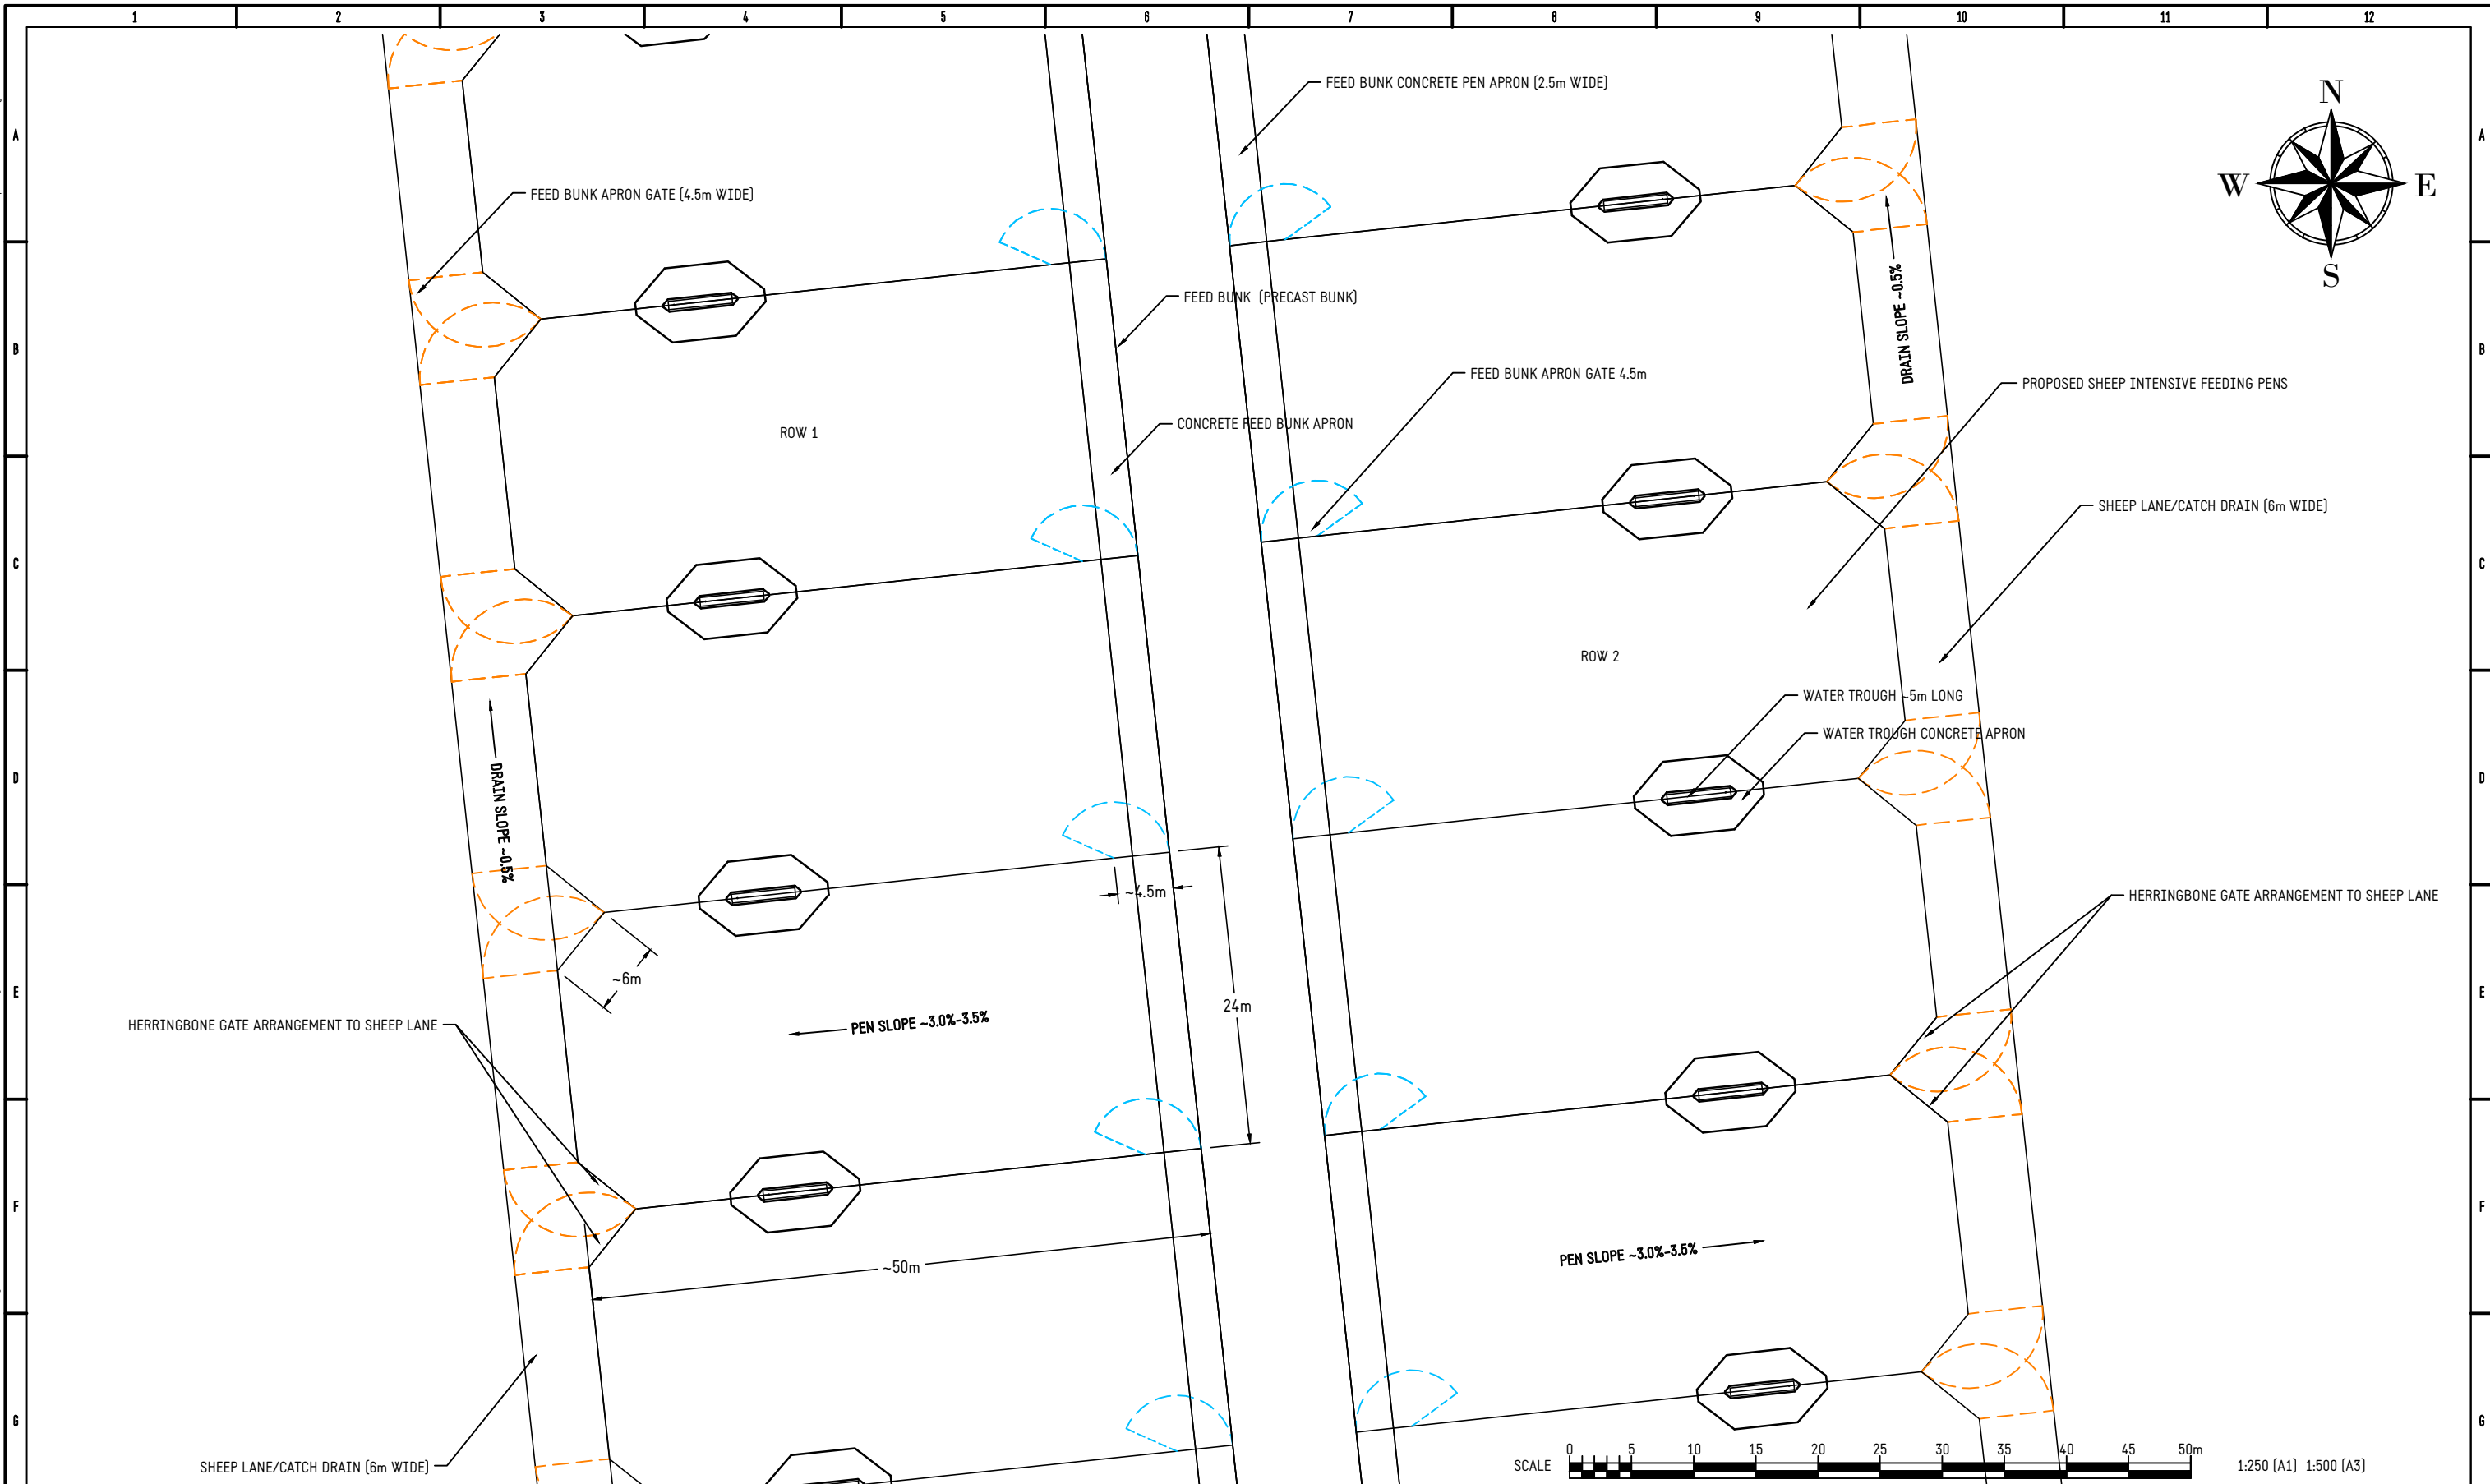 1 2 3 4 5 6 7 8 9 10 11 12
FEED BUNK CONCRETE PEN APRON (2.5m WIDE)
N
A A
W E
FEED BUNK APRON GATE (4.5m WIDE)
S
FEED BUNK (PRECAST BUNK)
DRAIN SLOPE ~0.5%
B B
FEED BUNK APRON GATE 4.5m
PROPOSED SHEEP INTENSIVE FEEDING PENS
CONCRETE FEED BUNK APRON
ROW 1
SHEEP LANE/CATCH DRAIN (6m WIDE)
C C
ROW 2
WATER TROUGH ~5m LONG
WATER TROUGH CONCRETE APRON
D D
DRAIN SLOPE ~0.5%
~4.5m
HERRINGBONE GATE ARRANGEMENT TO SHEEP LANE
~6m
E E
24m
HERRINGBONE GATE ARRANGEMENT TO SHEEP LANE
PEN SLOPE ~3.0%-3.5%
F F
PEN SLOPE ~3.0%-3.5%
~50m
G G
0 5 10 15 20 25 30 35 40 45 50m
SCALE
1:250 (A1) 1:500 (A3)
SHEEP LANE/CATCH DRAIN (6m WIDE)